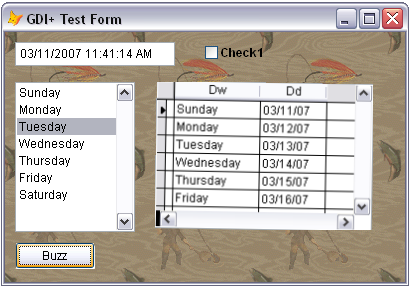 GDI+ Test Form
03/11/2007 11:41:14 AM
Check1
Sunday
Monday
Tuesday
Wednesday
Thursday
Friday
Saturday
Dw Dd
Sunday 03/11/07
Monday 03/12/07
Tuesday 03/13/07
Wednesday 03/14/07
Thursday 03/15/07
Friday 03/16/07
Buzz